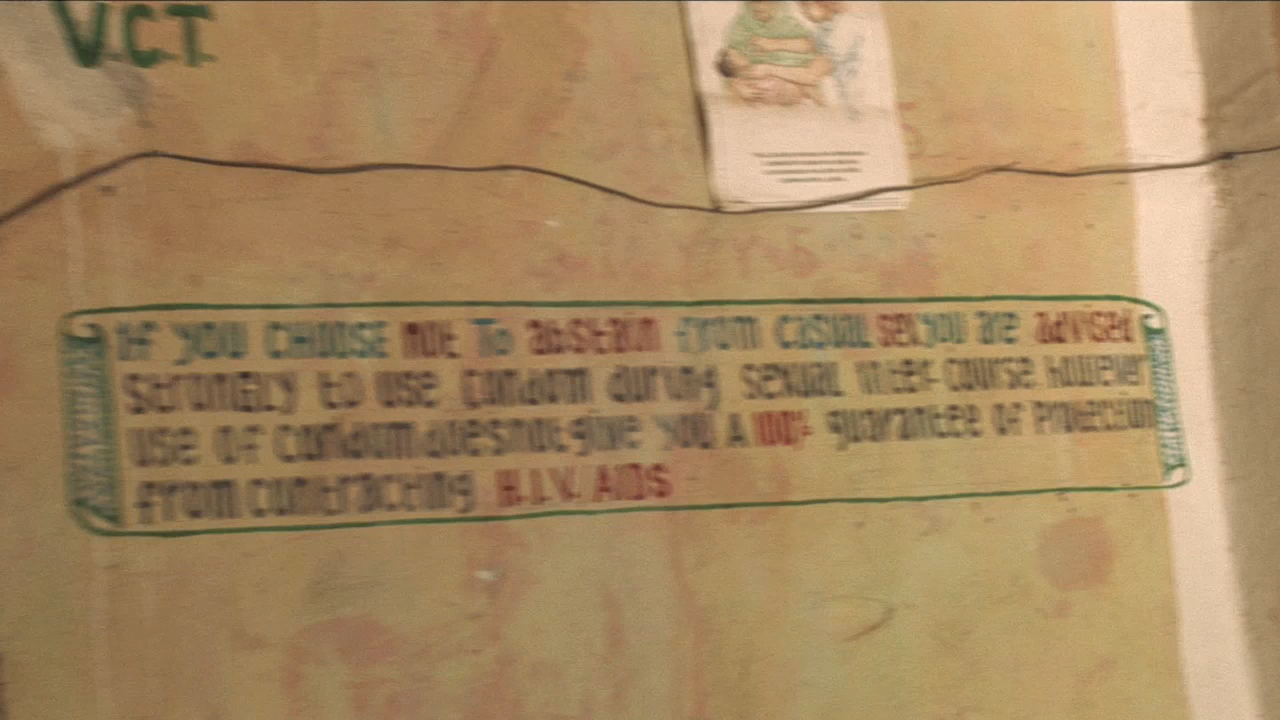 V.C.T.
If you CHOOSE not To abstain from casual sex you are advised
strongly to use condom during sexual inter-course However
use of condom does not give you A 100% guarantee of Protection
from contracting H.I.V. AIDS